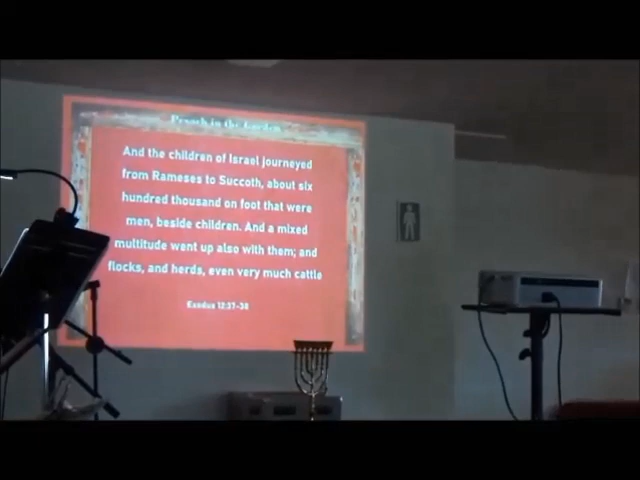 And the children of Israel journeyed
from Rameses to Succoth, about six
hundred thousand on foot that were
men, beside children. And a mixed
multitude went up also with them; and
flocks, and herds, even very much cattle
Exodus 12:37-38